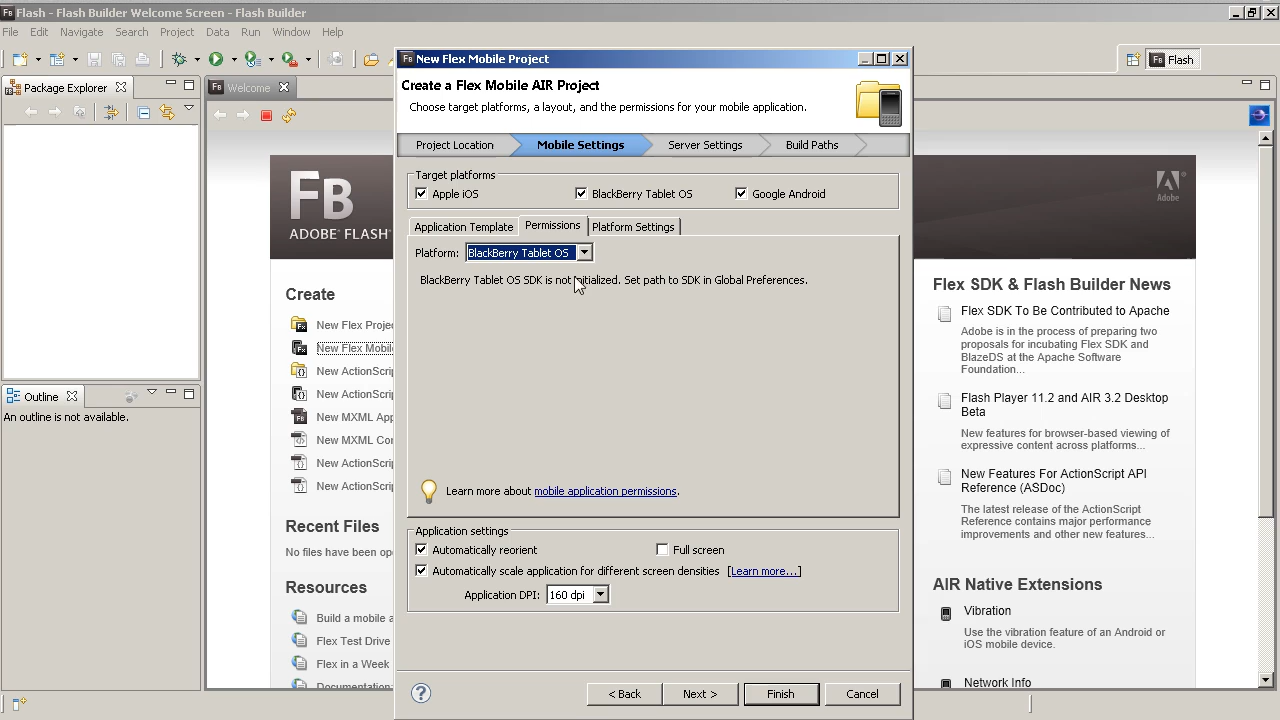 Flash - Flash Builder Welcome Screen - Flash Builder
File Edit Navigate Search Project Data Run Window Help
Flash
Package Explorer
Welcome
Outline
An outline is not available.
FB
ADOBE FLASH
Adobe
Create
New Flex Proje
New Flex Mobil
New ActionScri
New ActionScri
New MXML App
New MXML Co
New ActionScri
New ActionScri
Recent Files
No files have been op
Resources
Build a mobile a
Flex Test Drive
Flex in a Week
Documentation
New Flex Mobile Project
Create a Flex Mobile AIR Project
Choose Target platforms, a layout, and the permissions for your mobile application.
Project Location Mobile Settings Server Settings Build Paths
Target platforms
Apple iOS BlackBerry Tablet OS Google Android
Application Template Permissions Platform Settings
Platform: BlackBerry Tablet OS
BlackBerry Tablet OS SDK is not initialized. Set path to SDK in Global Preferences.
Learn more about mobile application permissions.
Application settings
Automatically reorient Full screen
Automatically scale application for different screen densities [Learn more...]
Application DPI: 160 dpi
< Back Next > Finish Cancel
Flex SDK & Flash Builder News
Flex SDK To Be Contributed to Apache
Adobe is in the process of preparing two
proposals for incubating Flex SDK and
BlazeDS at the Apache Software
Foundation...
Flash Player 11.2 and AIR 3.2 Desktop
Beta
New features for browser-based viewing of
expressive content across platforms...
New Features For ActionScript API
Reference (ASDoc)
The latest release of the ActionScript
Reference contains major performance
improvements and other new features...
AIR Native Extensions
Vibration
Use the vibration feature of an Android or
iOS mobile device.
Network Info